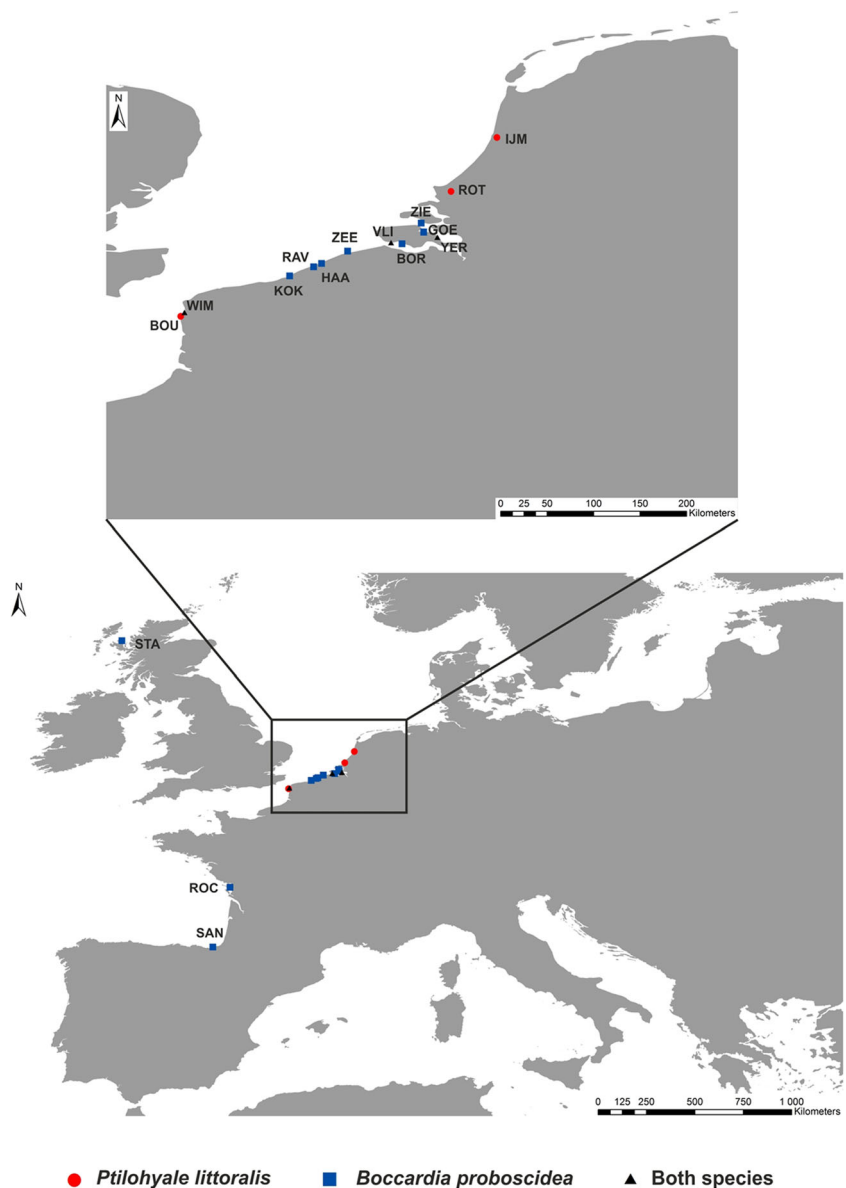 N
IJM
ROT
ZIE
GOE
VLI
YER
ZEE
BOR
RAV
HAA
KOK
WIM
BOU
0 25 50 100 150 200
Kilometers
N
STA
ROC
SAN
0 125 250 500 750 1 000
Kilometers
Ptilohyale littoralis Boccardia proboscidea Both species